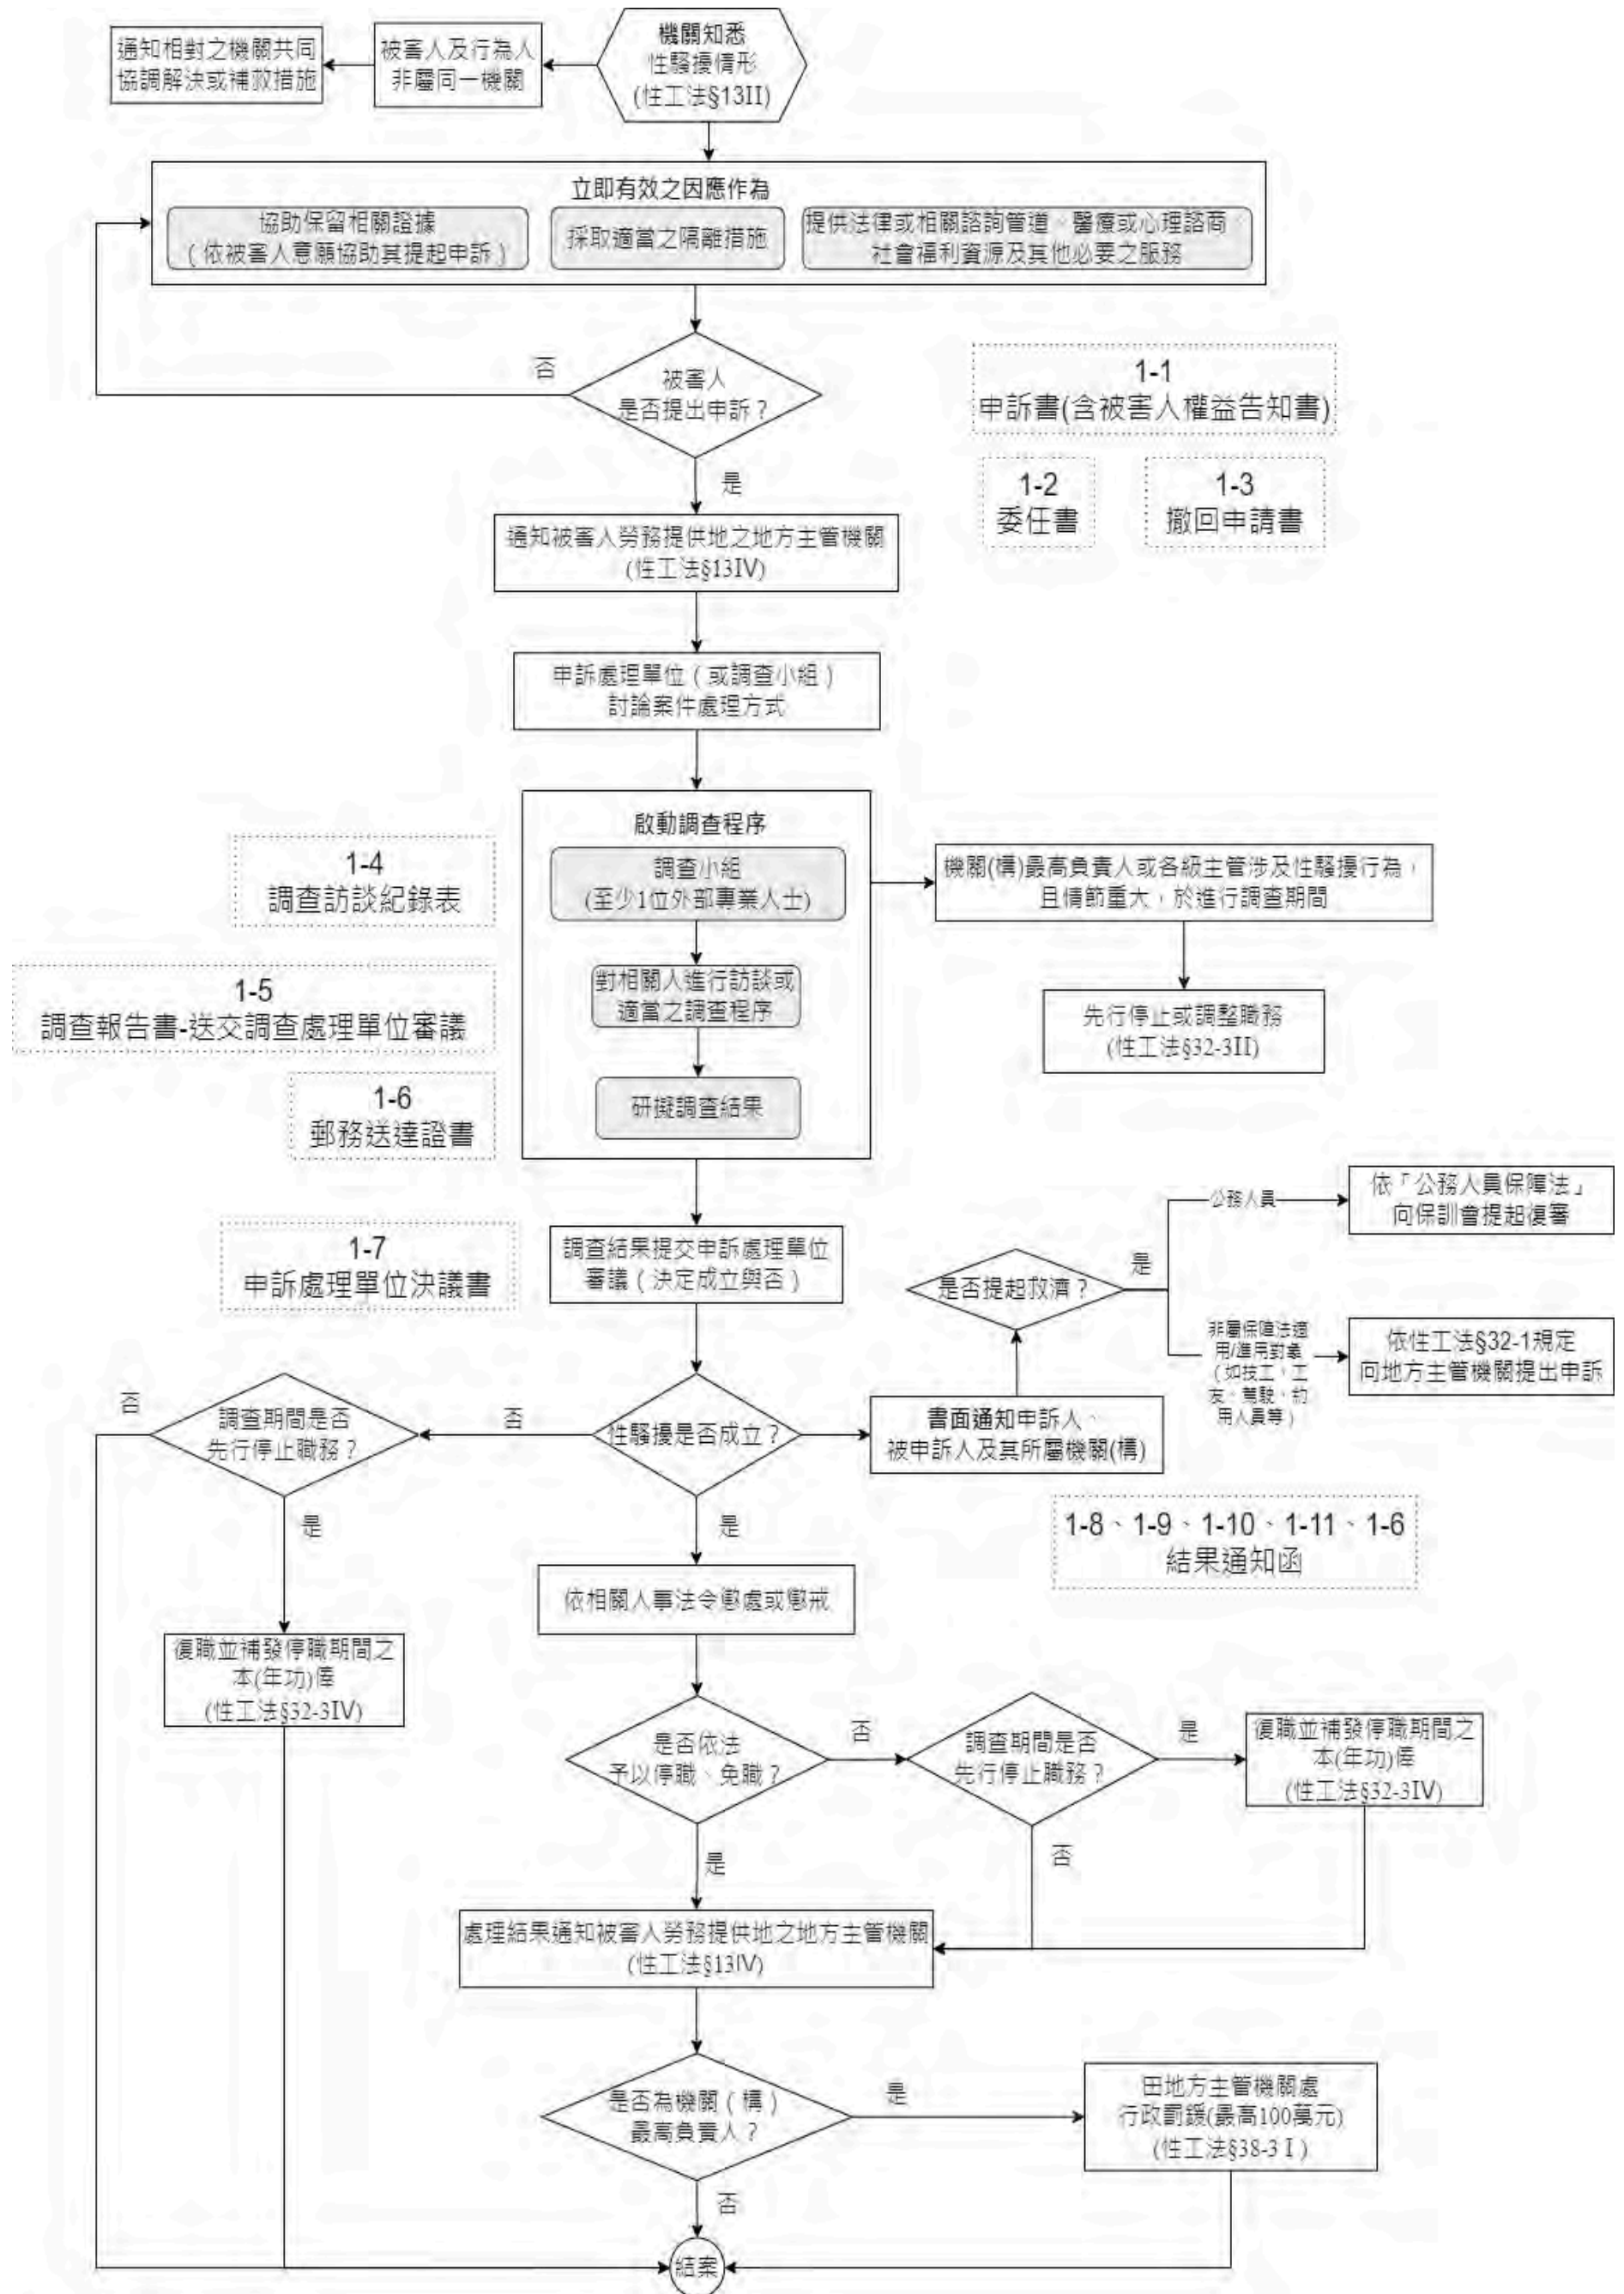 機關知悉
性騷擾情形
(性工法§13II)
被害人及行為人
非屬同一機關
通知相對之機關共同
協調解決或補救措施
立即有效之因應作為
協助保留相關證據
（依被害人意願協助其提起申訴）
採取適當之隔離措施
提供法律或相關諮詢管道、醫療或心理諮商、
社會福利資源及其他必要之服務
被害人
是否提出申訴？
否
是
1-1
申訴書(含被害人權益告知書)
1-2
委任書
1-3
撤回申請書
通知被害人勞務提供地之地方主管機關
(性工法§13IV)
申訴處理單位（或調查小組）
討論案件處理方式
啟動調查程序
調查小組
(至少1位外部專業人士)
對相關人進行訪談或
適當之調查程序
研擬調查結果
機關(構)最高負責人或各級主管涉及性騷擾行為，
且情節重大，於進行調查期間
先行停止或調整職務
(性工法§32-3II)
1-4
調查訪談紀錄表
1-5
調查報告書-送交調查處理單位審議
1-6
郵務送達證書
1-7
申訴處理單位決議書
調查結果提交申訴處理單位
審議（決定成立與否）
是否提起救濟？
是
公務人員
依「公務人員保障法」
向保訓會提起復審
非屬保障法適
用/準用對象
（如技工、工
友、駕駛、約
用人員等）
依性工法§32-1規定
向地方主管機關提出申訴
性騷擾是否成立？
書面通知申訴人、
被申訴人及其所屬機關(構)
1-8、1-9、1-10、1-11、1-6
結果通知函
否
調查期間是否
先行停止職務？
否
是
復職並補發停職期間之
本(年功)俸
(性工法§32-3IV)
是
依相關人事法令懲處或懲戒
是否依法
予以停職、免職？
否
調查期間是否
先行停止職務？
是
復職並補發停職期間之
本(年功)俸
(性工法§32-3IV)
否
是
處理結果通知被害人勞務提供地之地方主管機關
(性工法§13IV)
是否為機關（構）
最高負責人？
是
由地方主管機關處
行政罰鍰(最高100萬元)
(性工法§38-3 I )
否
結案